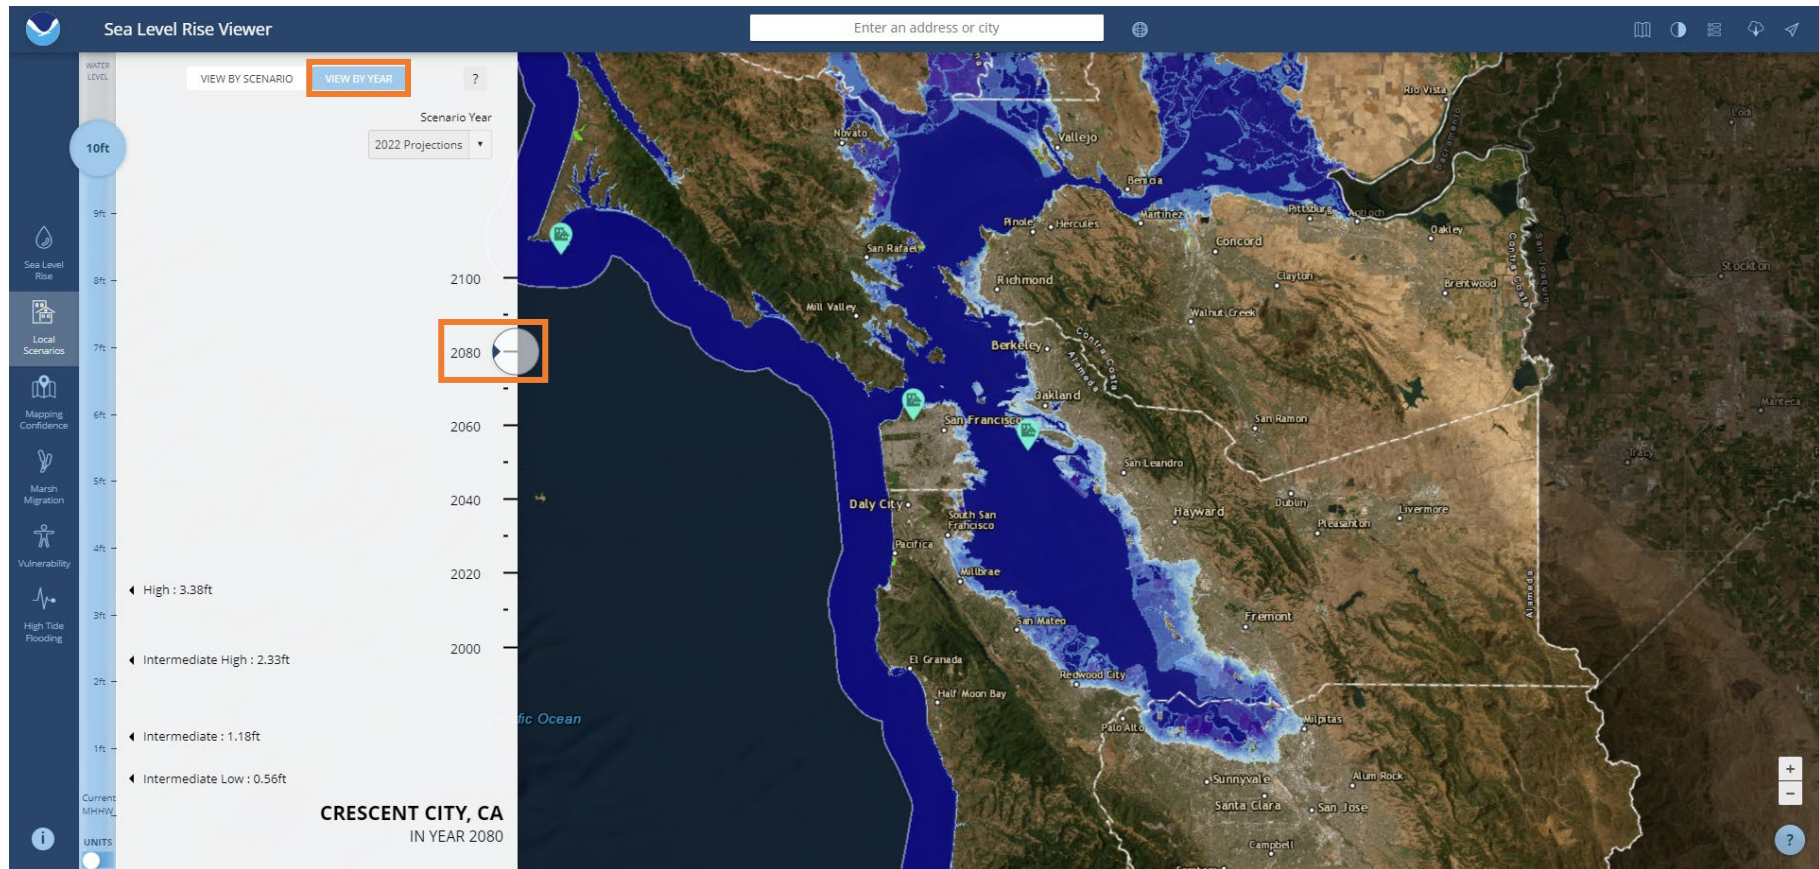 Sea Level Rise Viewer
Enter an address or city
WATER
LEVEL
VIEW BY SCENARIO
VIEW BY YEAR
?
Scenario Year
2022 Projections
10ft
9ft
8ft
7ft
6ft
5ft
4ft
3ft
2ft
1ft
Current
MHHW
UNITS
Sea Level
Rise
Local
Scenarios
Mapping
Confidence
Marsh
Migration
Vulnerability
High Tide
Flooding
i
2100
2080
2060
2040
2020
2000
High : 3.38ft
Intermediate High : 2.33ft
Intermediate : 1.18ft
Intermediate Low : 0.56ft
CRESCENT CITY, CA
IN YEAR 2080
Rio Vista
Lodi
Sacramento
Novato
Vallejo
Benicia
Martinez
Pittsburg
Antioch
Oakley
Pinole
Hercules
San Rafael
Concord
Contra Costa
San Joaquin
Stockton
Richmond
Clayton
Brentwood
Mill Valley
Walnut Creek
Berkeley
Contra Costa
Alameda
Oakland
Manteca
San Francisco
San Ramon
Tracy
San Leandro
Daly City
South San
Francisco
Hayward
Dublin
Pleasanton
Livermore
Pacifica
Millbrae
Alameda
San Mateo
Fremont
El Granada
Redwood City
Half Moon Bay
fic Ocean
Palo Alto
Milpitas
Sunnyvale
Alum Rock
Santa Clara
San Jose
Campbell
+
−
?